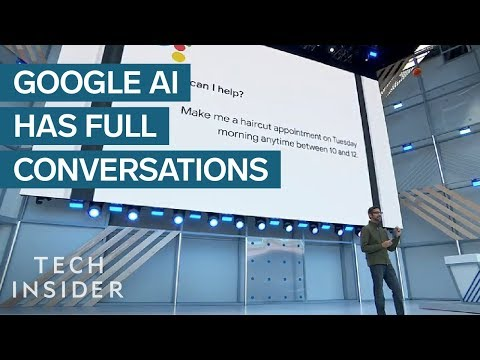 GOOGLE AI
HAS FULL
CONVERSATIONS
can I help?
Make me a haircut appointment on Tuesday
morning anytime between 10 and 12.
TECH
INSIDER